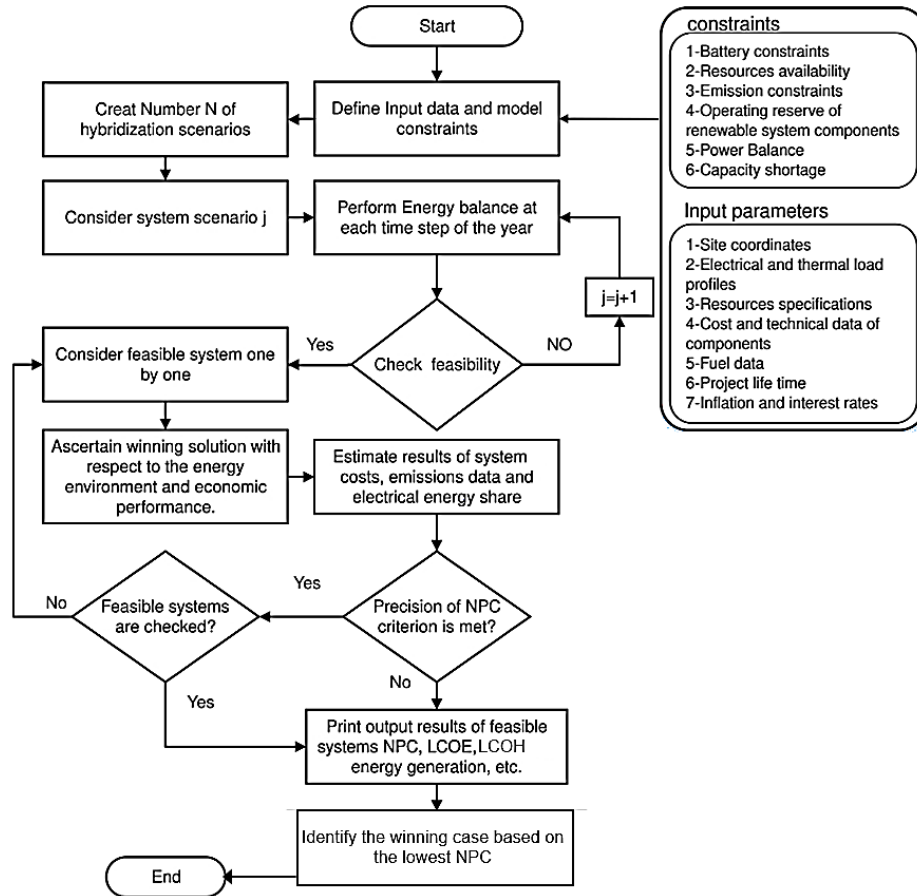 Start
Define Input data and model
constraints
Creat Number N of
hybridization scenarios
Consider system scenario j
Perform Energy balance at
each time step of the year
j=j+1
Check feasibility
Yes
NO
Consider feasible system one
by one
Ascertain winning solution with
respect to the energy
environment and economic
performance.
Estimate results of system
costs, emissions data and
electrical energy share
Precision of NPC
criterion is met?
Yes
No
Feasible systems
are checked?
No
Yes
Print output results of feasible
systems NPC, LCOE,LCOH
energy generation, etc.
Identify the winning case based on
the lowest NPC
End
constraints
1-Battery constraints
2-Resources availability
3-Emission constraints
4-Operating reserve of
renewable system components
5-Power Balance
6-Capacity shortage
Input parameters
1-Site coordinates
2-Electrical and thermal load
profiles
3-Resources specifications
4-Cost and technical data of
components
5-Fuel data
6-Project life time
7-Inflation and interest rates